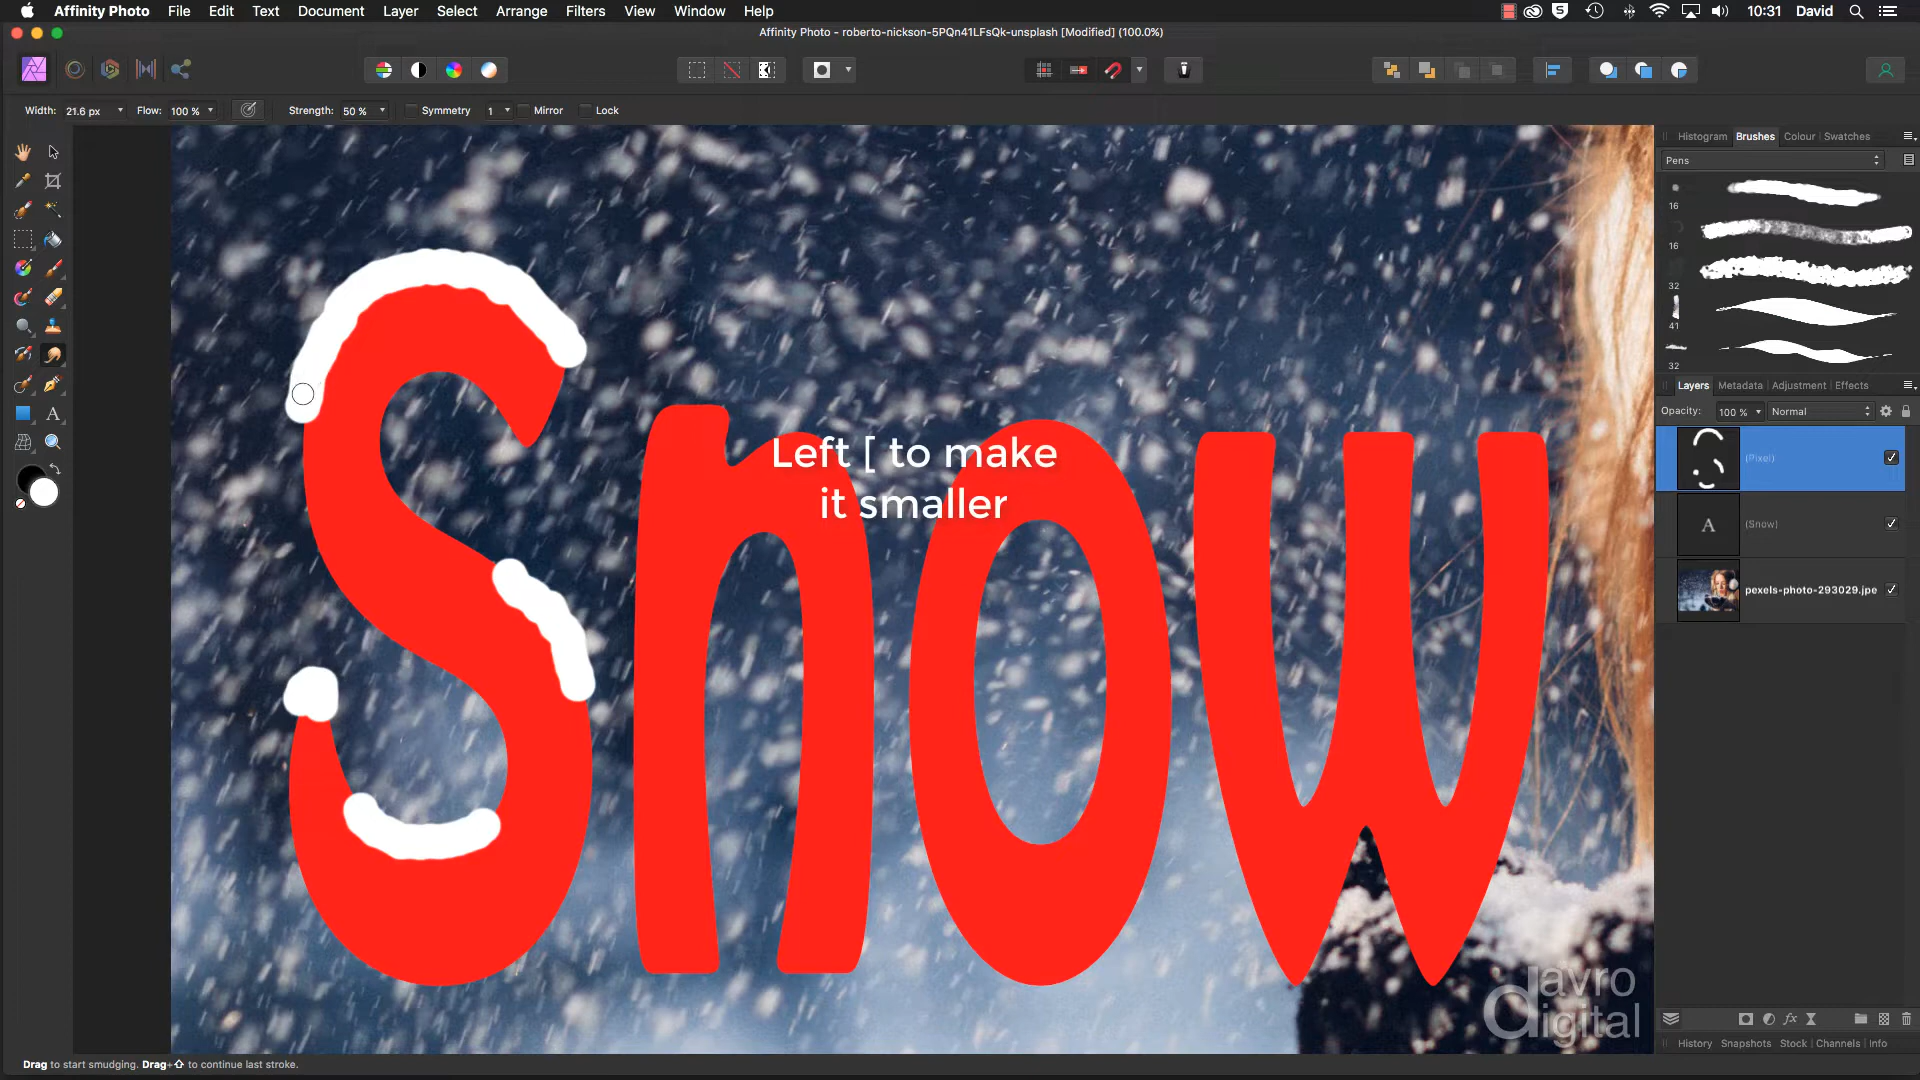 Affinity Photo File Edit Text Document Layer Select Arrange Filters View Window Help
10:31 David
Affinity Photo - roberto-nickson-5PQn41LFsQk-unsplash [Modified] (100.0%)
Width: 21.6 px Flow: 100 % Strength: 50 % Symmetry 1 Mirror Lock
Histogram Brushes Colour Swatches
Pens
16
16
32
41
32
Layers Metadata Adjustment Effects
Opacity: 100 % Normal
(Pixel)
A (Snow)
pexels-photo-293029.jpe
Snow
Left [ to make
it smaller
davro
digital
History Snapshots Stock Channels Info
Drag to start smudging. Drag+⇧ to continue last stroke.